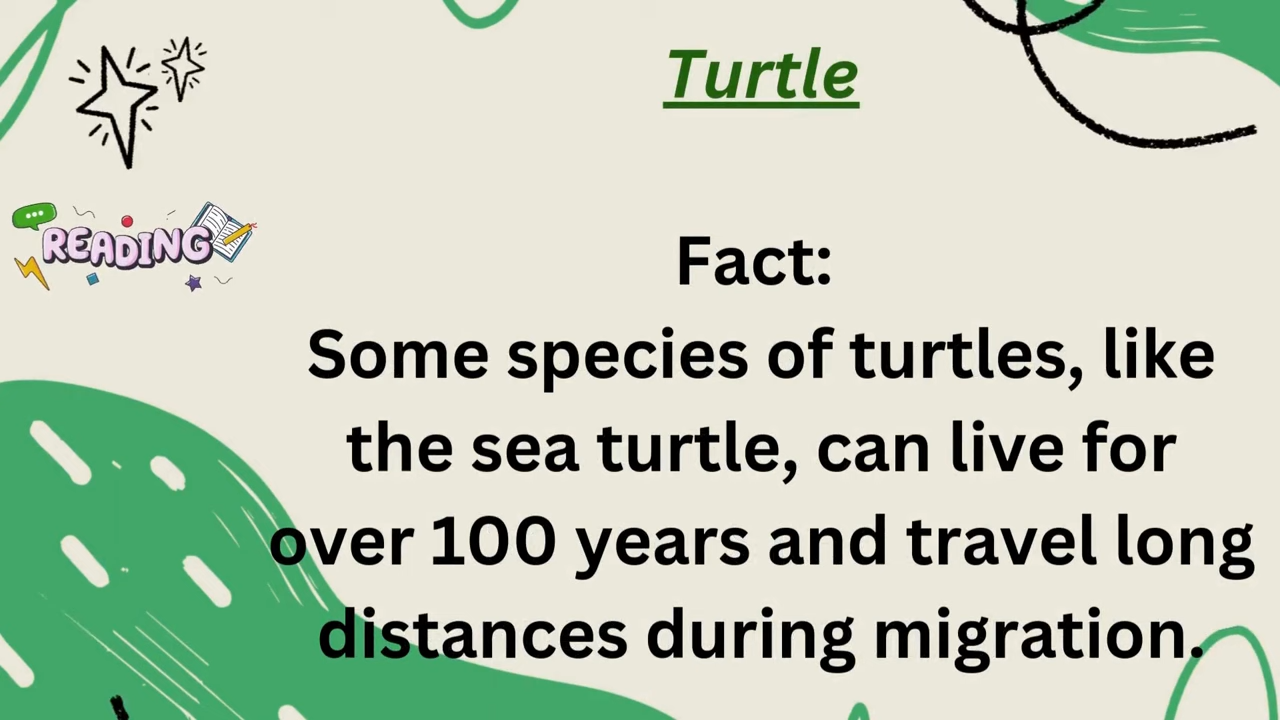 Turtle
READING
Fact:
Some species of turtles, like
the sea turtle, can live for
over 100 years and travel long
distances during migration.